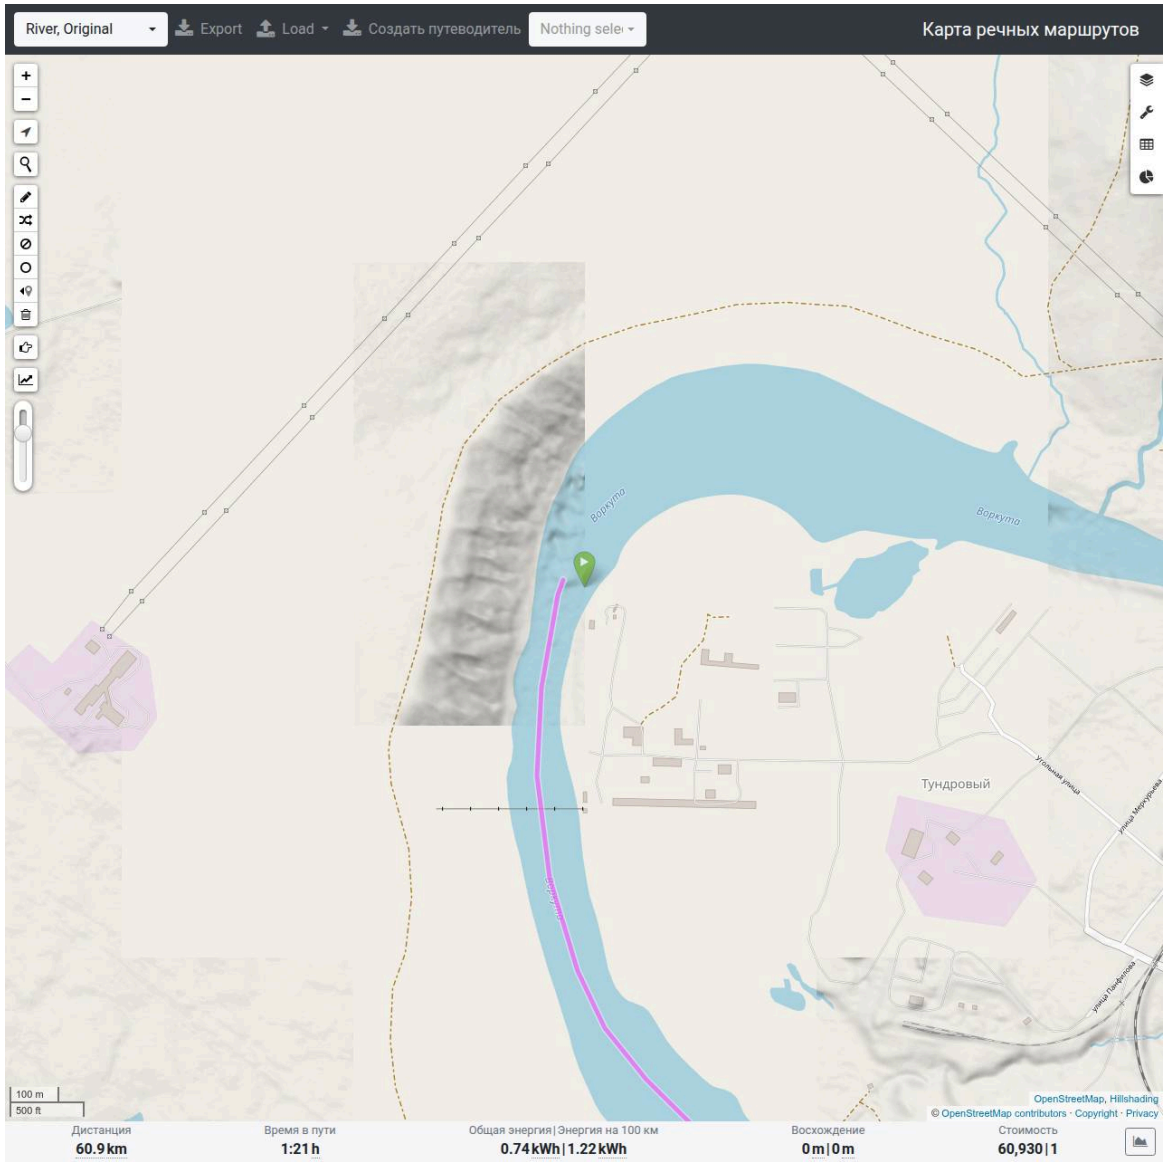 River, Original
Export
Load
Создать путеводитель
Nothing sele
Карта речных маршрутов
Воркута
Воркута
Тундровый
Угольная улица
улица Меркурьева
Воркута
улица Панфилова
100 m
500 ft
OpenStreetMap, Hillshading
© OpenStreetMap contributors · Copyright · Privacy
Дистанция
60.9 km
Время в пути
1:21 h
Общая энергия|Энергия на 100 км
0.74 kWh|1.22 kWh
Восхождение
0 m|0 m
Стоимость
60,930|1